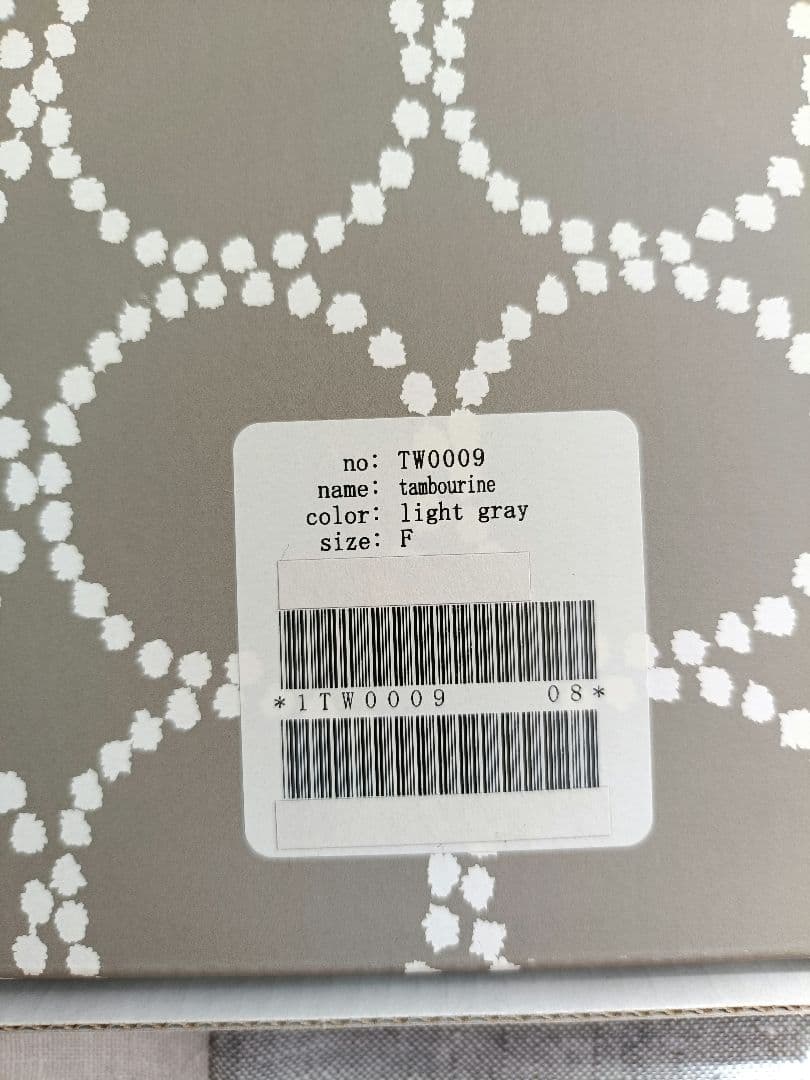 no: TW0009
name: tambourine
color: light gray
size: F
*1TW0009 08*